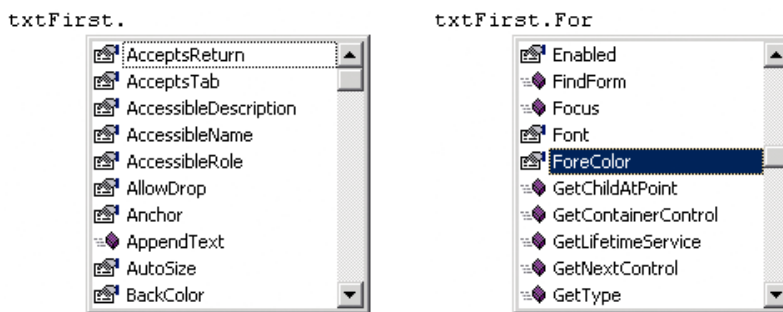 txtFirst.
AcceptsReturn
AcceptsTab
AccessibleDescription
AccessibleName
AccessibleRole
AllowDrop
Anchor
AppendText
AutoSize
BackColor
txtFirst.For
Enabled
FindForm
Focus
Font
ForeColor
GetChildAtPoint
GetContainerControl
GetLifetimeService
GetNextControl
GetType